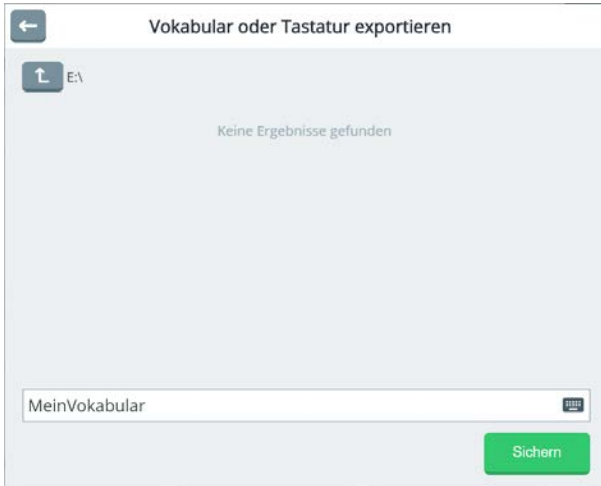 Vokabular oder Tastatur exportieren
E:\
Keine Ergebnisse gefunden
MeinVokabular
Sichern